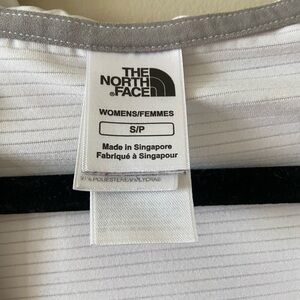 THE
NORTH
FACE
WOMENS/FEMMES
S/P
Made in Singapore
Fabriqué à Singapour